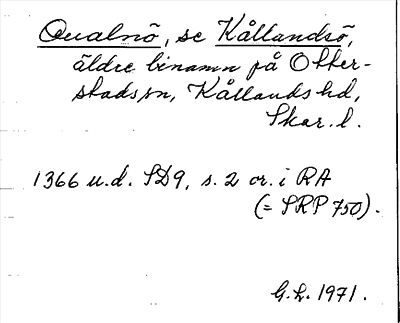 Qualnö, se Kållandsö,
äldre binamn på Otter-
stads sn, Kållands hd,
Skar. l.
1366 u.d. SD9, s. 2 or. i RA
(= SRP 750).
G.L. 1971.